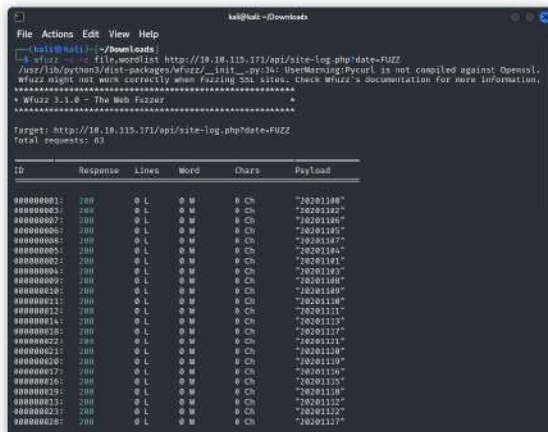 kali@kali: ~/Downloads
File Actions Edit View Help
(kali㉿kali)-[~/Downloads]
$ wfuzz -c -z file,wordlist http://10.10.115.171/api/site-log.php?date=FUZZ
/usr/lib/python3/dist-packages/wfuzz/__init__.py:34: UserWarning:Pycurl is not compiled against Openssl. Wfuzz might not work correctly when fuzzing SSL sites. Check Wfuzz's documentation for more information.
********************************************************
* Wfuzz 3.1.0 - The Web Fuzzer *
********************************************************
Target: http://10.10.115.171/api/site-log.php?date=FUZZ
Total requests: 63
ID Response Lines Word Chars Payload
000000001: 200 0 L 0 W 0 Ch "20201100"
000000003: 200 0 L 0 W 0 Ch "20201102"
000000007: 200 0 L 0 W 0 Ch "20201106"
000000006: 200 0 L 0 W 0 Ch "20201105"
000000008: 200 0 L 0 W 0 Ch "20201107"
000000005: 200 0 L 0 W 0 Ch "20201104"
000000002: 200 0 L 0 W 0 Ch "20201101"
000000004: 200 0 L 0 W 0 Ch "20201103"
000000009: 200 0 L 0 W 0 Ch "20201108"
000000010: 200 0 L 0 W 0 Ch "20201109"
000000011: 200 0 L 0 W 0 Ch "20201110"
000000012: 200 0 L 0 W 0 Ch "20201111"
000000014: 200 0 L 0 W 0 Ch "20201113"
000000018: 200 0 L 0 W 0 Ch "20201117"
000000022: 200 0 L 0 W 0 Ch "20201121"
000000021: 200 0 L 0 W 0 Ch "20201120"
000000020: 200 0 L 0 W 0 Ch "20201119"
000000017: 200 0 L 0 W 0 Ch "20201116"
000000016: 200 0 L 0 W 0 Ch "20201115"
000000019: 200 0 L 0 W 0 Ch "20201118"
000000013: 200 0 L 0 W 0 Ch "20201112"
000000023: 200 0 L 0 W 0 Ch "20201122"
000000028: 200 0 L 0 W 0 Ch "20201127"